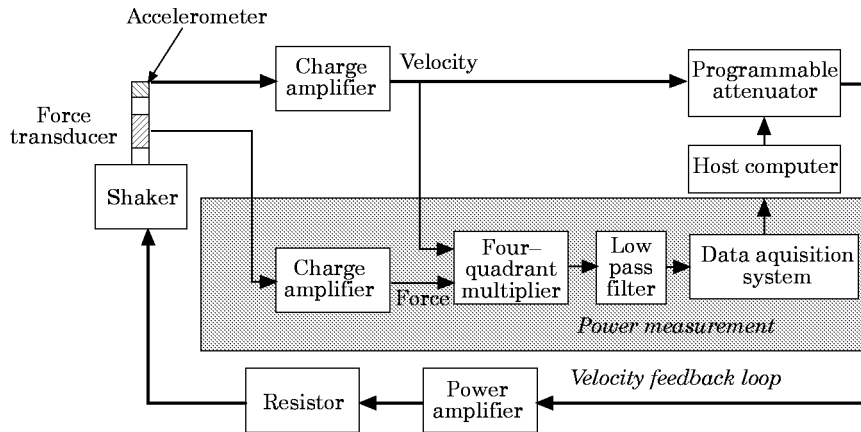 Accelerometer
Charge
amplifier
Velocity
Programmable
attenuator
Force
transducer
Host computer
Shaker
Charge
amplifier
Force
Four–
quadrant
multiplier
Low
pass
filter
Data aquisition
system
Power measurement
Resistor
Power
amplifier
Velocity feedback loop